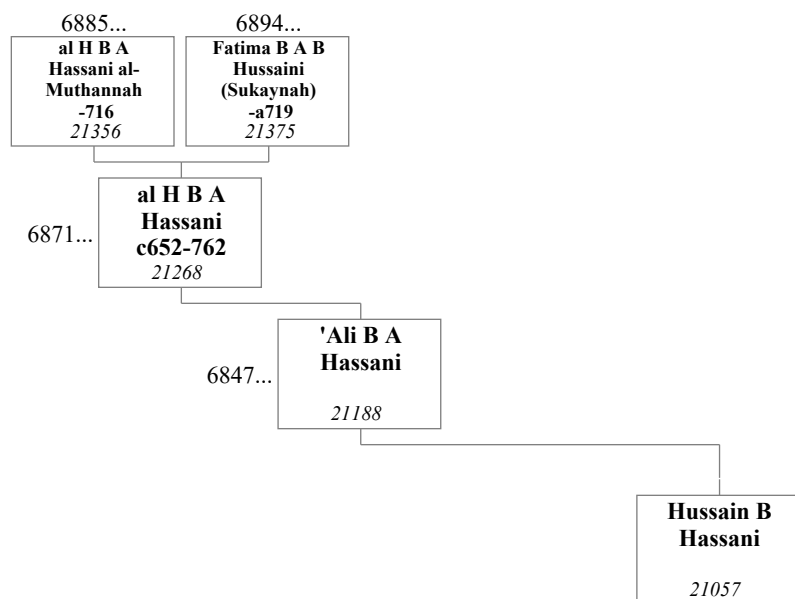 6885...
al H B A
Hassani al-
Muthannah
-716
21356
6894...
Fatima B A B
Hussaini
(Sukaynah)
-a719
21375
6871...
al H B A
Hassani
c652-762
21268
6847...
'Ali B A
Hassani
21188
Hussain B
Hassani
21057